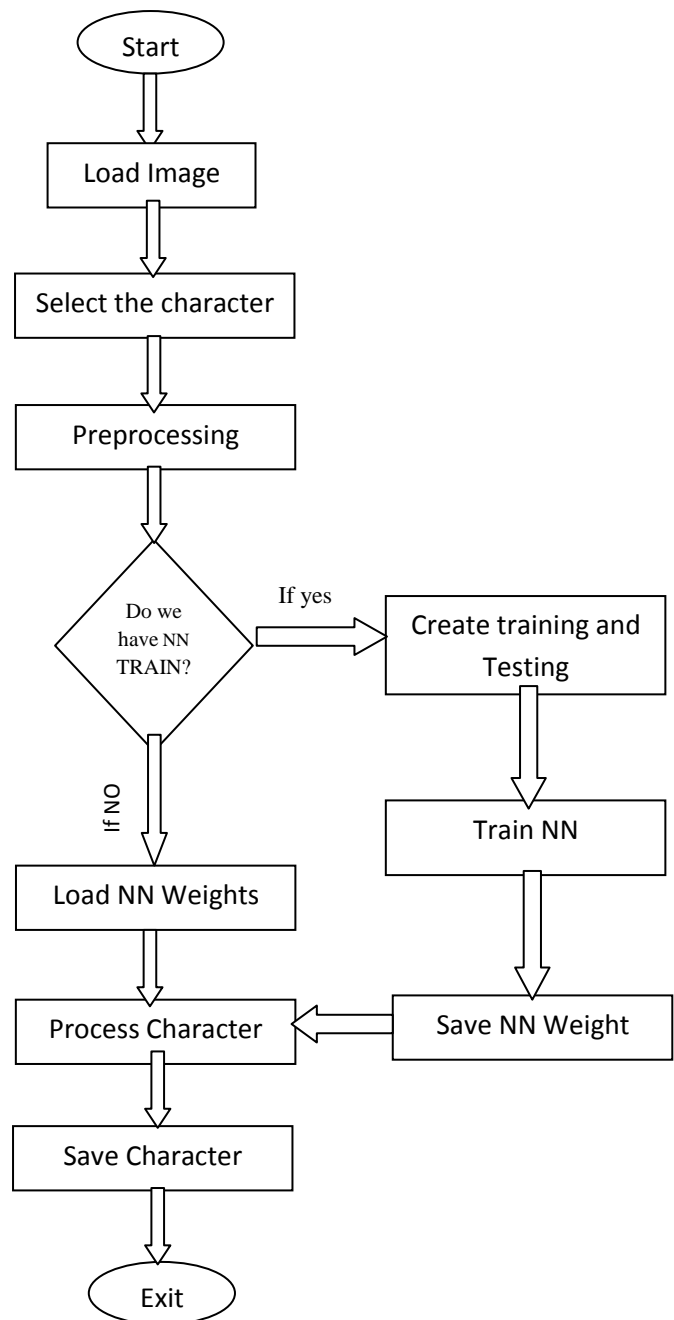 Start
Load Image
Select the character
Preprocessing
Do we
have NN
TRAIN?
If yes
Create training and
Testing
If NO
Train NN
Load NN Weights
Process Character
Save NN Weight
Save Character
Exit